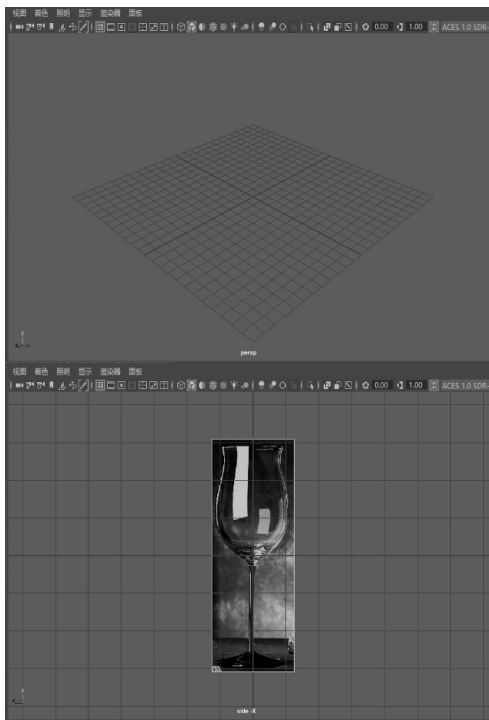 视图 着色 照明 显示 渲染器 面板
0.00 1.00 ACES 1.0 SDR-
persp
视图 着色 照明 显示 渲染器 面板
0.00 1.00 ACES 1.0 SDR-
side -X